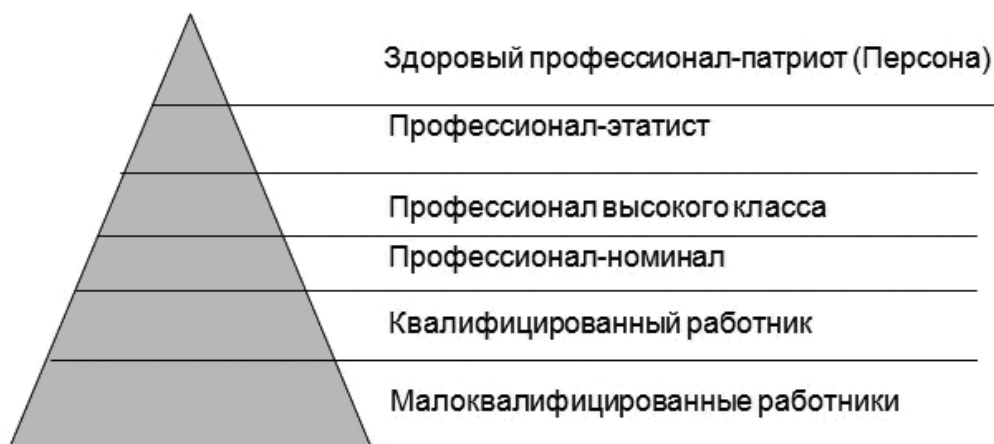 Здоровый профессионал-патриот (Персона)
Профессионал-этатист
Профессионал высокого класса
Профессионал-номинал
Квалифицированный работник
Малоквалифицированные работники